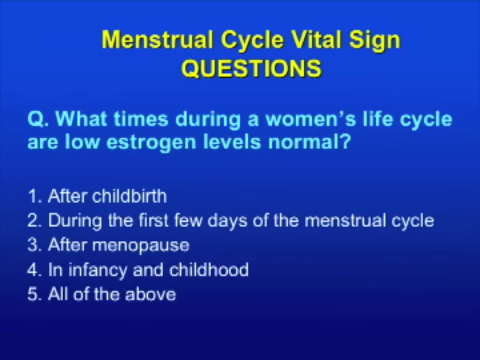 Menstrual Cycle Vital Sign
QUESTIONS
Q. What times during a women's life cycle
are low estrogen levels normal?
1. After childbirth
2. During the first few days of the menstrual cycle
3. After menopause
4. In infancy and childhood
5. All of the above